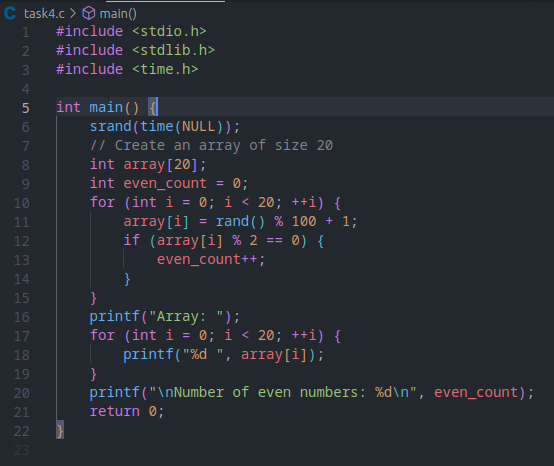 C task4.c > main()
1 #include <stdio.h>
2 #include <stdlib.h>
3 #include <time.h>
4
5 int main() {
6     srand(time(NULL));
7     // Create an array of size 20
8     int array[20];
9     int even_count = 0;
10     for (int i = 0; i < 20; ++i) {
11         array[i] = rand() % 100 + 1;
12         if (array[i] % 2 == 0) {
13             even_count++;
14         }
15     }
16     printf("Array: ");
17     for (int i = 0; i < 20; ++i) {
18         printf("%d ", array[i]);
19     }
20     printf("\nNumber of even numbers: %d\n", even_count);
21     return 0;
22 }
23